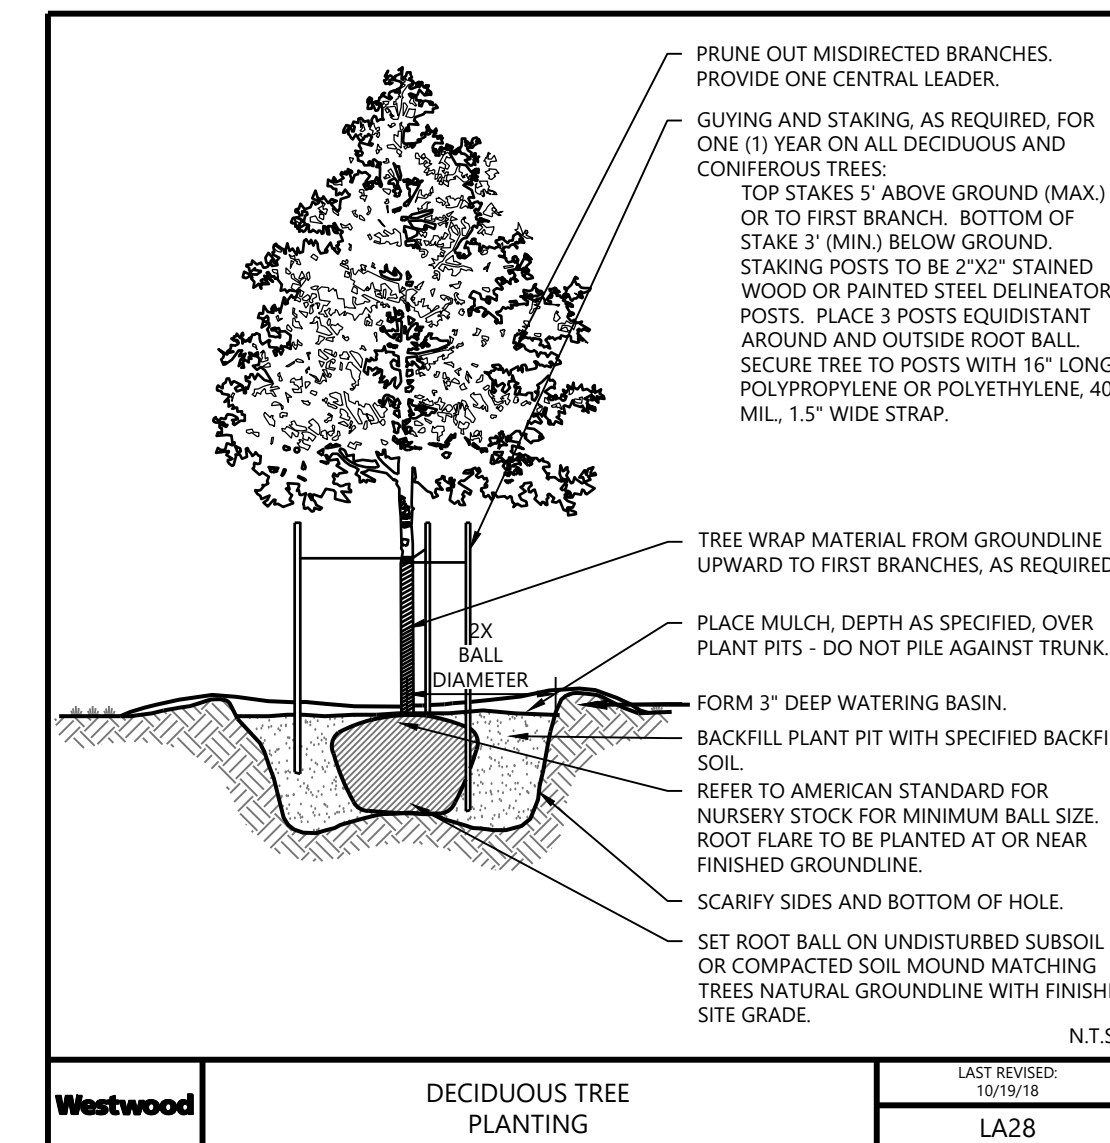 PRUNE OUT MISDIRECTED BRANCHES.
PROVIDE ONE CENTRAL LEADER.
GUYING AND STAKING, AS REQUIRED, FOR
ONE (1) YEAR ON ALL DECIDUOUS AND
CONIFEROUS TREES:
TOP STAKES 5' ABOVE GROUND (MAX.)
OR TO FIRST BRANCH. BOTTOM OF
STAKE 3' (MIN.) BELOW GROUND.
STAKING POSTS TO BE 2"X2" STAINED
WOOD OR PAINTED STEEL DELINEATOR
POSTS. PLACE 3 POSTS EQUIDISTANT
AROUND AND OUTSIDE ROOT BALL.
SECURE TREE TO POSTS WITH 16" LONG
POLYPROPYLENE OR POLYETHYLENE, 40
MIL., 1.5" WIDE STRAP.
TREE WRAP MATERIAL FROM GROUNDLINE
UPWARD TO FIRST BRANCHES, AS REQUIRED
2X
BALL
DIAMETER
PLACE MULCH, DEPTH AS SPECIFIED, OVER
PLANT PITS - DO NOT PILE AGAINST TRUNK.
FORM 3" DEEP WATERING BASIN.
BACKFILL PLANT PIT WITH SPECIFIED BACKFI
SOIL.
REFER TO AMERICAN STANDARD FOR
NURSERY STOCK FOR MINIMUM BALL SIZE.
ROOT FLARE TO BE PLANTED AT OR NEAR
FINISHED GROUNDLINE.
SCARIFY SIDES AND BOTTOM OF HOLE.
SET ROOT BALL ON UNDISTURBED SUBSOIL
OR COMPACTED SOIL MOUND MATCHING
TREES NATURAL GROUNDLINE WITH FINISH
SITE GRADE.
N.T.S
Westwood
DECIDUOUS TREE
PLANTING
LAST REVISED:
10/19/18
LA28